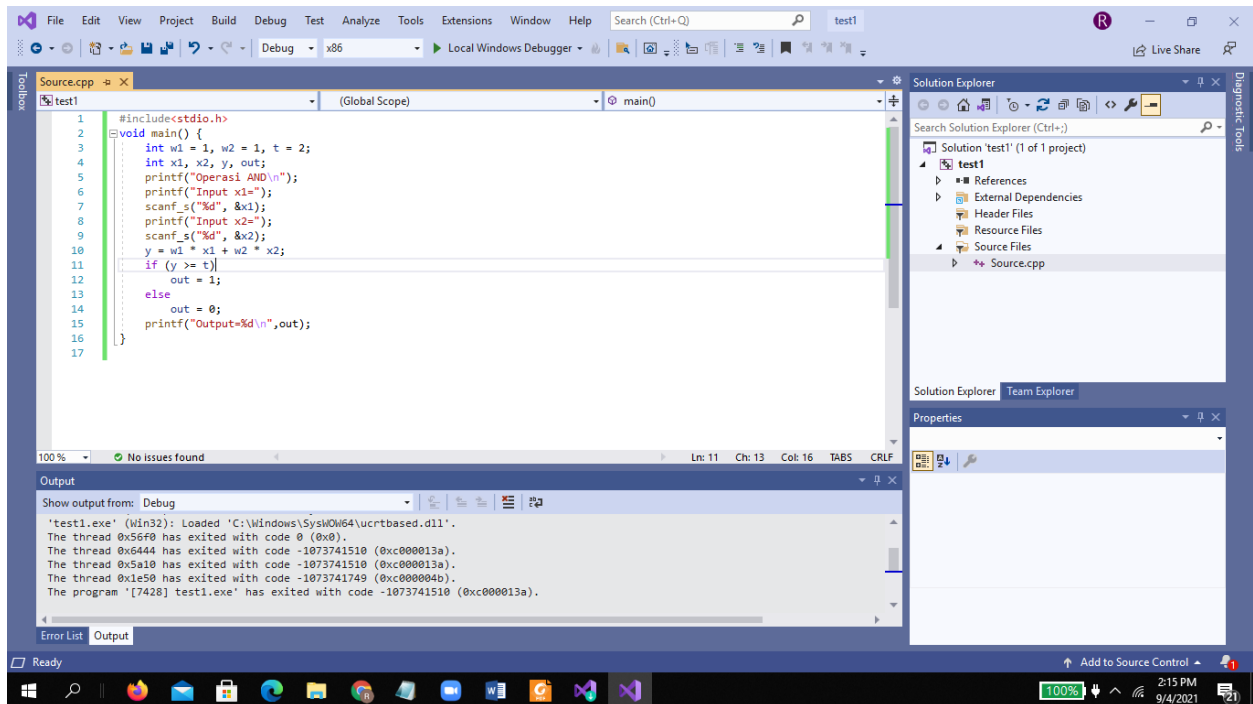 File Edit View Project Build Debug Test Analyze Tools Extensions Window Help Search (Ctrl+Q) test1 R
Debug x86 Local Windows Debugger Live Share
Toolbox
Source.cpp
test1 (Global Scope) main()
1 #include<stdio.h>
2 void main() {
3 int w1 = 1, w2 = 1, t = 2;
4 int x1, x2, y, out;
5 printf("Operasi AND\n");
6 printf("Input x1=");
7 scanf_s("%d", &x1);
8 printf("Input x2=");
9 scanf_s("%d", &x2);
10 y = w1 * x1 + w2 * x2;
11 if (y >= t)
12 out = 1;
13 else
14 out = 0;
15 printf("Output=%d\n",out);
16 }
17
100 % No issues found Ln: 11 Ch: 13 Col: 16 TABS CRLF
Output
Show output from: Debug
'test1.exe' (Win32): Loaded 'C:\Windows\SysWOW64\ucrtbased.dll'.
The thread 0x56f0 has exited with code 0 (0x0).
The thread 0x6444 has exited with code -1073741510 (0xc000013a).
The thread 0x5a10 has exited with code -1073741510 (0xc000013a).
The thread 0x1e50 has exited with code -1073741749 (0xc000004b).
The program '[7428] test1.exe' has exited with code -1073741510 (0xc000013a).
Error List Output
Solution Explorer
Search Solution Explorer (Ctrl+;)
Solution 'test1' (1 of 1 project)
test1
References
External Dependencies
Header Files
Resource Files
Source Files
Source.cpp
Solution Explorer Team Explorer
Properties
Diagnostic Tools
Ready Add to Source Control 1
100% 2:15 PM
9/4/2021 21